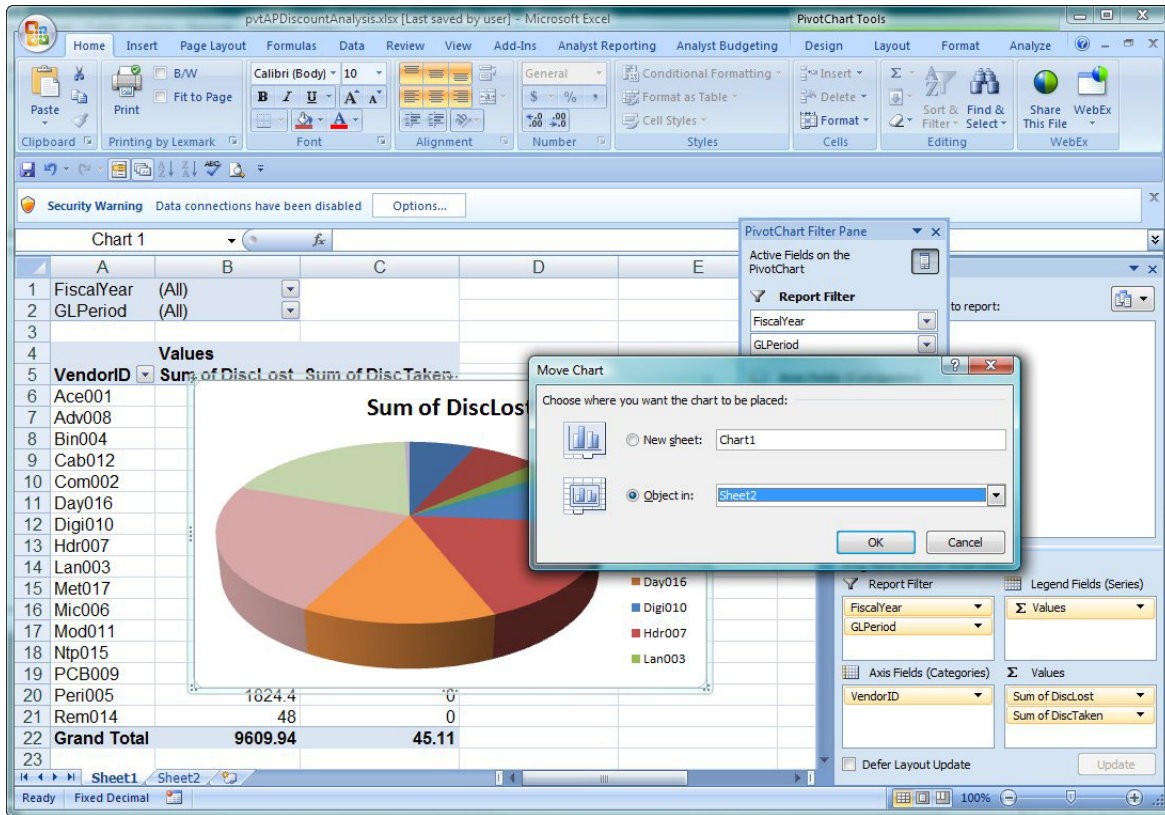 pvtAPDiscountAnalysis.xlsx [Last saved by user] - Microsoft Excel
PivotChart Tools
Home Insert Page Layout Formulas Data Review View Add-Ins Analyst Reporting Analyst Budgeting Design Layout Format Analyze
Paste
Clipboard
Print
B/W
Fit to Page
Printing by Lexmark
Calibri (Body) 10
B I U A A
A
Font
Alignment
General
$ % ,
.0 .00 .00 .0
Number
Conditional Formatting
Format as Table
Cell Styles
Styles
Insert
Delete
Format
Cells
Σ
Sort & Filter
Find & Select
Editing
Share This File
WebEx
WebEx
Security Warning Data connections have been disabled Options...
Chart 1 fx
A B C D E
1 FiscalYear (All)
2 GLPeriod (All)
3
4 Values
5 VendorID Sum of DiscLost Sum of DiscTaken
6 Ace001
7 Adv008
8 Bin004
9 Cab012
10 Com002
11 Day016
12 Digi010
13 Hdr007
14 Lan003
15 Met017
16 Mic006
17 Mod011
18 Ntp015
19 PCB009
20 Peri005 1824.4 0
21 Rem014 48 0
22 Grand Total 9609.94 45.11
23
Sum of DiscLost
Day016
Digi010
Hdr007
Lan003
PivotChart Filter Pane
Active Fields on the
PivotChart
Report Filter
FiscalYear
GLPeriod
to report:
Move Chart
Choose where you want the chart to be placed:
New sheet: Chart1
Object in: Sheet2
OK Cancel
Report Filter
FiscalYear
GLPeriod
Legend Fields (Series)
Σ Values
Axis Fields (Categories)
VendorID
Σ Values
Sum of DiscLost
Sum of DiscTaken
Defer Layout Update Update
Sheet1 Sheet2
Ready Fixed Decimal 100%